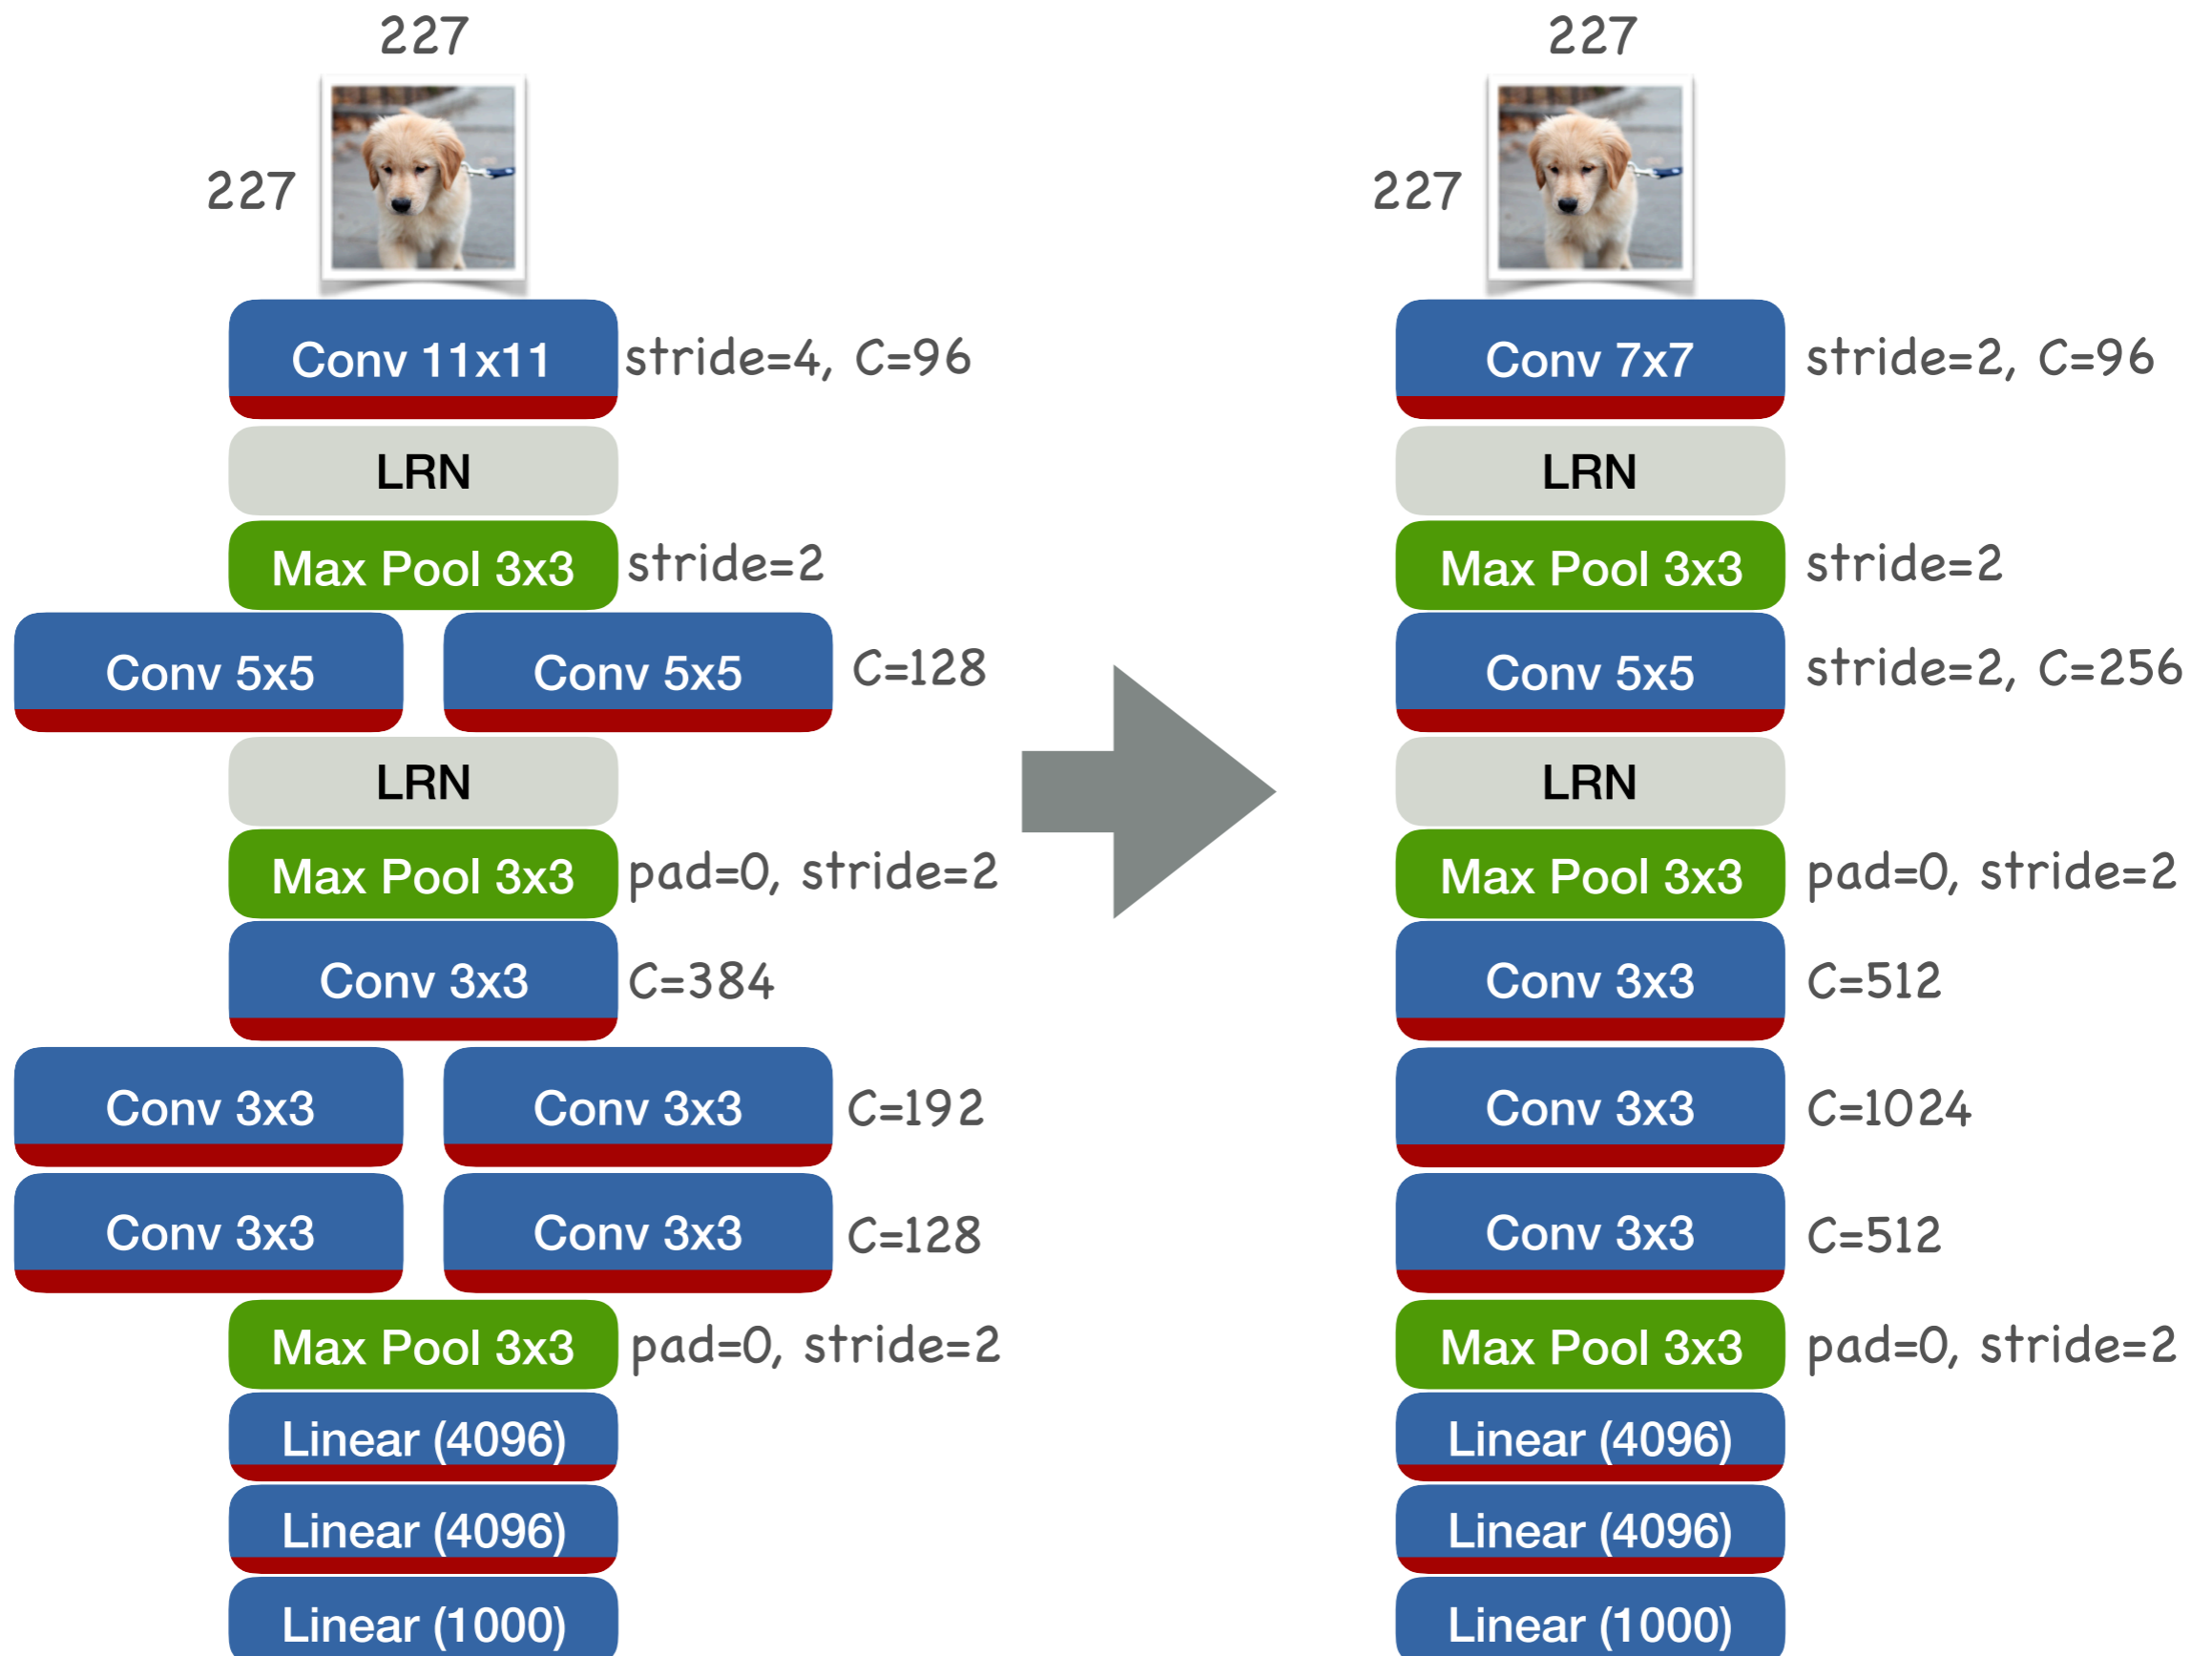 227
227
Conv 11x11 stride=4, C=96
LRN
Max Pool 3x3 stride=2
Conv 5x5 Conv 5x5 C=128
LRN
Max Pool 3x3 pad=0, stride=2
Conv 3x3 C=384
Conv 3x3 Conv 3x3 C=192
Conv 3x3 Conv 3x3 C=128
Max Pool 3x3 pad=0, stride=2
Linear (4096)
Linear (4096)
Linear (1000)
227
227
Conv 7x7 stride=2, C=96
LRN
Max Pool 3x3 stride=2
Conv 5x5 stride=2, C=256
LRN
Max Pool 3x3 pad=0, stride=2
Conv 3x3 C=512
Conv 3x3 C=1024
Conv 3x3 C=512
Max Pool 3x3 pad=0, stride=2
Linear (4096)
Linear (4096)
Linear (1000)